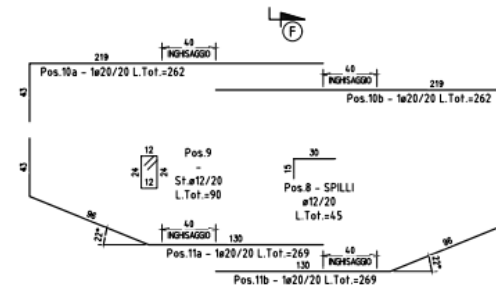 F
219
40
INGHISAGGIO
Pos.10a - 1ø20/20 L.Tot.=262
43
40
INGHISAGGIO
219
Pos.10b - 1ø20/20 L.Tot.=262
43
12
24
24
12
Pos.9
-
St.ø12/20
L.Tot.=90
30
15
Pos.8 - SPILLI
ø12/20
L.Tot.=45
96
22°
40
INGHISAGGIO
130
Pos.11a - 1ø20/20 L.Tot.=269
40
INGHISAGGIO
130
Pos.11b - 1ø20/20 L.Tot.=269
96
22°